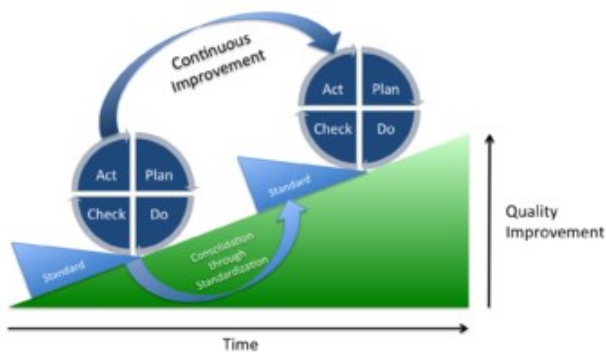 Continuous
Improvement
Act
Plan
Check
Do
Act
Plan
Check
Do
Standard
Standard
Consolidation
through
Standardization
Quality
Improvement
Time